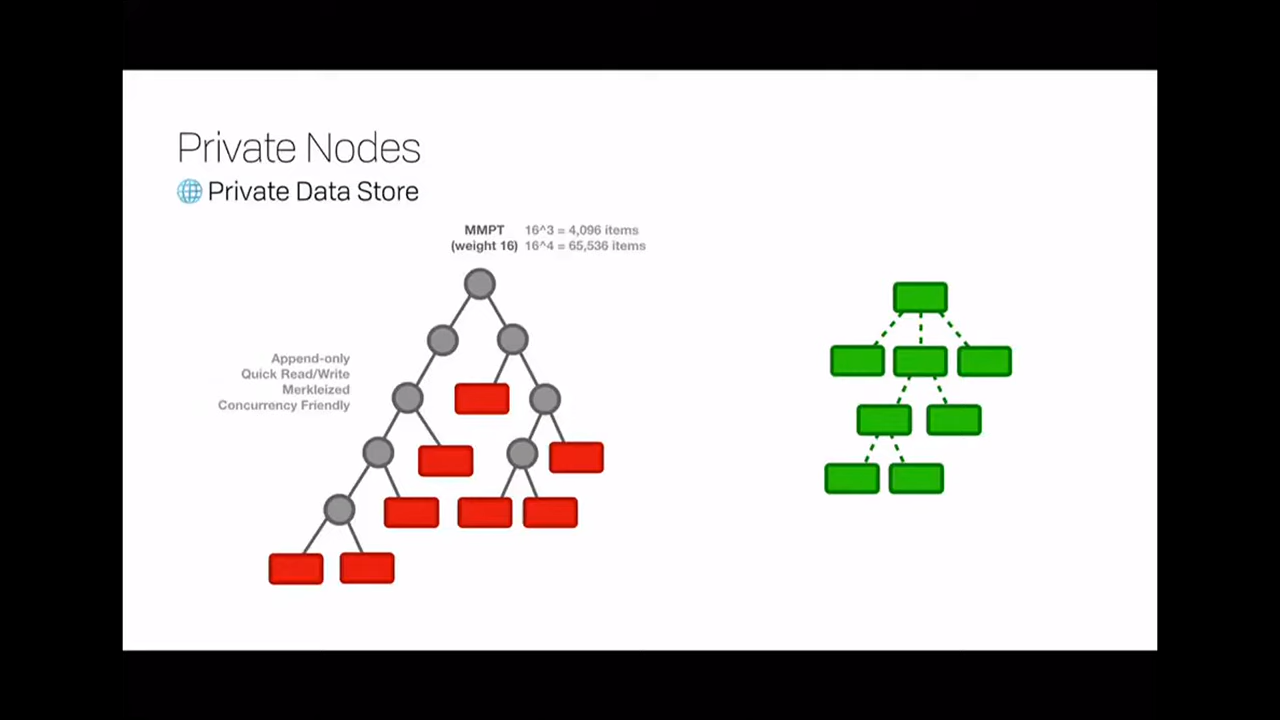 Private Nodes
Private Data Store
MMPT 16^3 = 4,096 items
(weight 16) 16^4 = 65,536 items
Append-only
Quick Read/Write
Merkleized
Concurrency Friendly